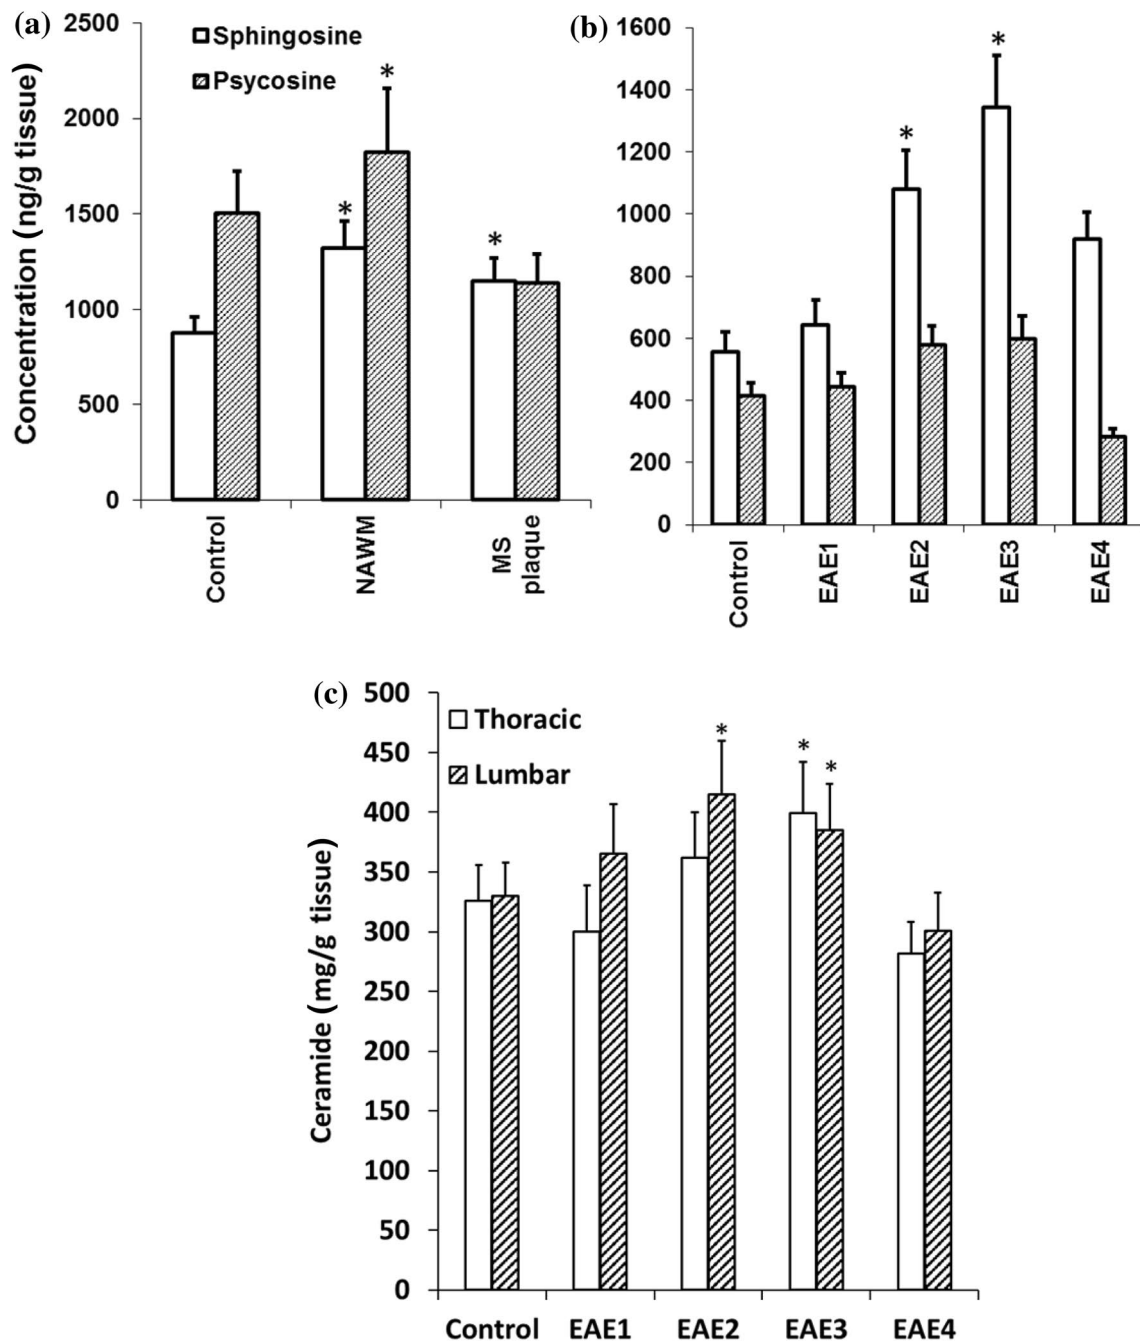 (a)
Concentration (ng/g tissue)
2500
2000
1500
1000
500
0
Sphingosine
Psycosine
*
*
*
Control
NAWM
MS
plaque
(b)
1600
1400
1200
1000
800
600
400
200
0
*
*
Control
EAE1
EAE2
EAE3
EAE4
(c)
Ceramide (mg/g tissue)
500
450
400
350
300
250
200
150
100
50
0
Thoracic
Lumbar
*
*
*
Control EAE1 EAE2 EAE3 EAE4